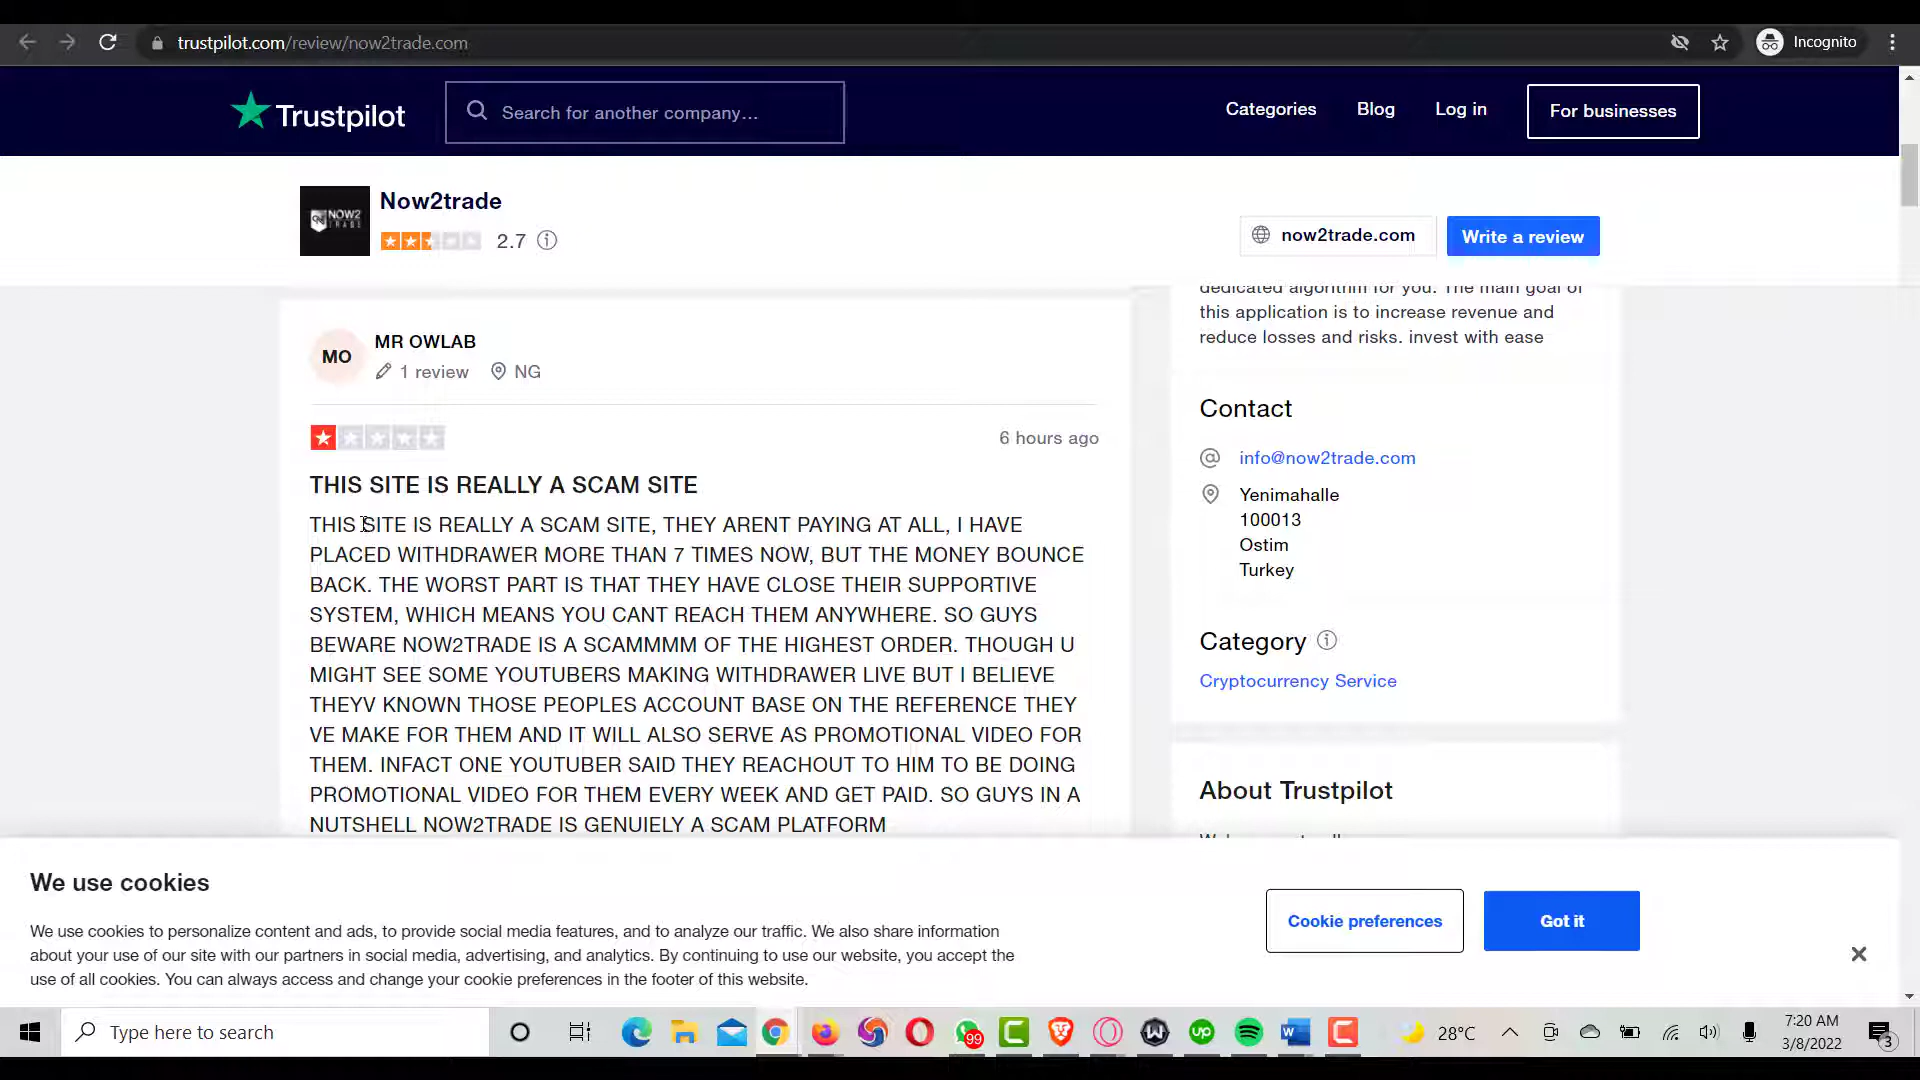 trustpilot.com/review/now2trade.com
Incognito
Trustpilot
Search for another company...
Categories
Blog
Log in
For businesses
NOW2
TRADE
Now2trade
2.7
now2trade.com
Write a review
dedicated algorithm for you. The main goal of
this application is to increase revenue and
reduce losses and risks. invest with ease
MO
MR OWLAB
1 review
NG
6 hours ago
THIS SITE IS REALLY A SCAM SITE
THIS SITE IS REALLY A SCAM SITE, THEY ARENT PAYING AT ALL, I HAVE
PLACED WITHDRAWER MORE THAN 7 TIMES NOW, BUT THE MONEY BOUNCE
BACK. THE WORST PART IS THAT THEY HAVE CLOSE THEIR SUPPORTIVE
SYSTEM, WHICH MEANS YOU CANT REACH THEM ANYWHERE. SO GUYS
BEWARE NOW2TRADE IS A SCAMMMM OF THE HIGHEST ORDER. THOUGH U
MIGHT SEE SOME YOUTUBERS MAKING WITHDRAWER LIVE BUT I BELIEVE
THEYV KNOWN THOSE PEOPLES ACCOUNT BASE ON THE REFERENCE THEY
VE MAKE FOR THEM AND IT WILL ALSO SERVE AS PROMOTIONAL VIDEO FOR
THEM. INFACT ONE YOUTUBER SAID THEY REACHOUT TO HIM TO BE DOING
PROMOTIONAL VIDEO FOR THEM EVERY WEEK AND GET PAID. SO GUYS IN A
NUTSHELL NOW2TRADE IS GENUIELY A SCAM PLATFORM
Contact
info@now2trade.com
Yenimahalle
100013
Ostim
Turkey
Category
Cryptocurrency Service
About Trustpilot
We use cookies
We use cookies to personalize content and ads, to provide social media features, and to analyze our traffic. We also share information
about your use of our site with our partners in social media, advertising, and analytics. By continuing to use our website, you accept the
use of all cookies. You can always access and change your cookie preferences in the footer of this website.
Cookie preferences
Got it
Type here to search
99
up
28°C
7:20 AM
3/8/2022
3